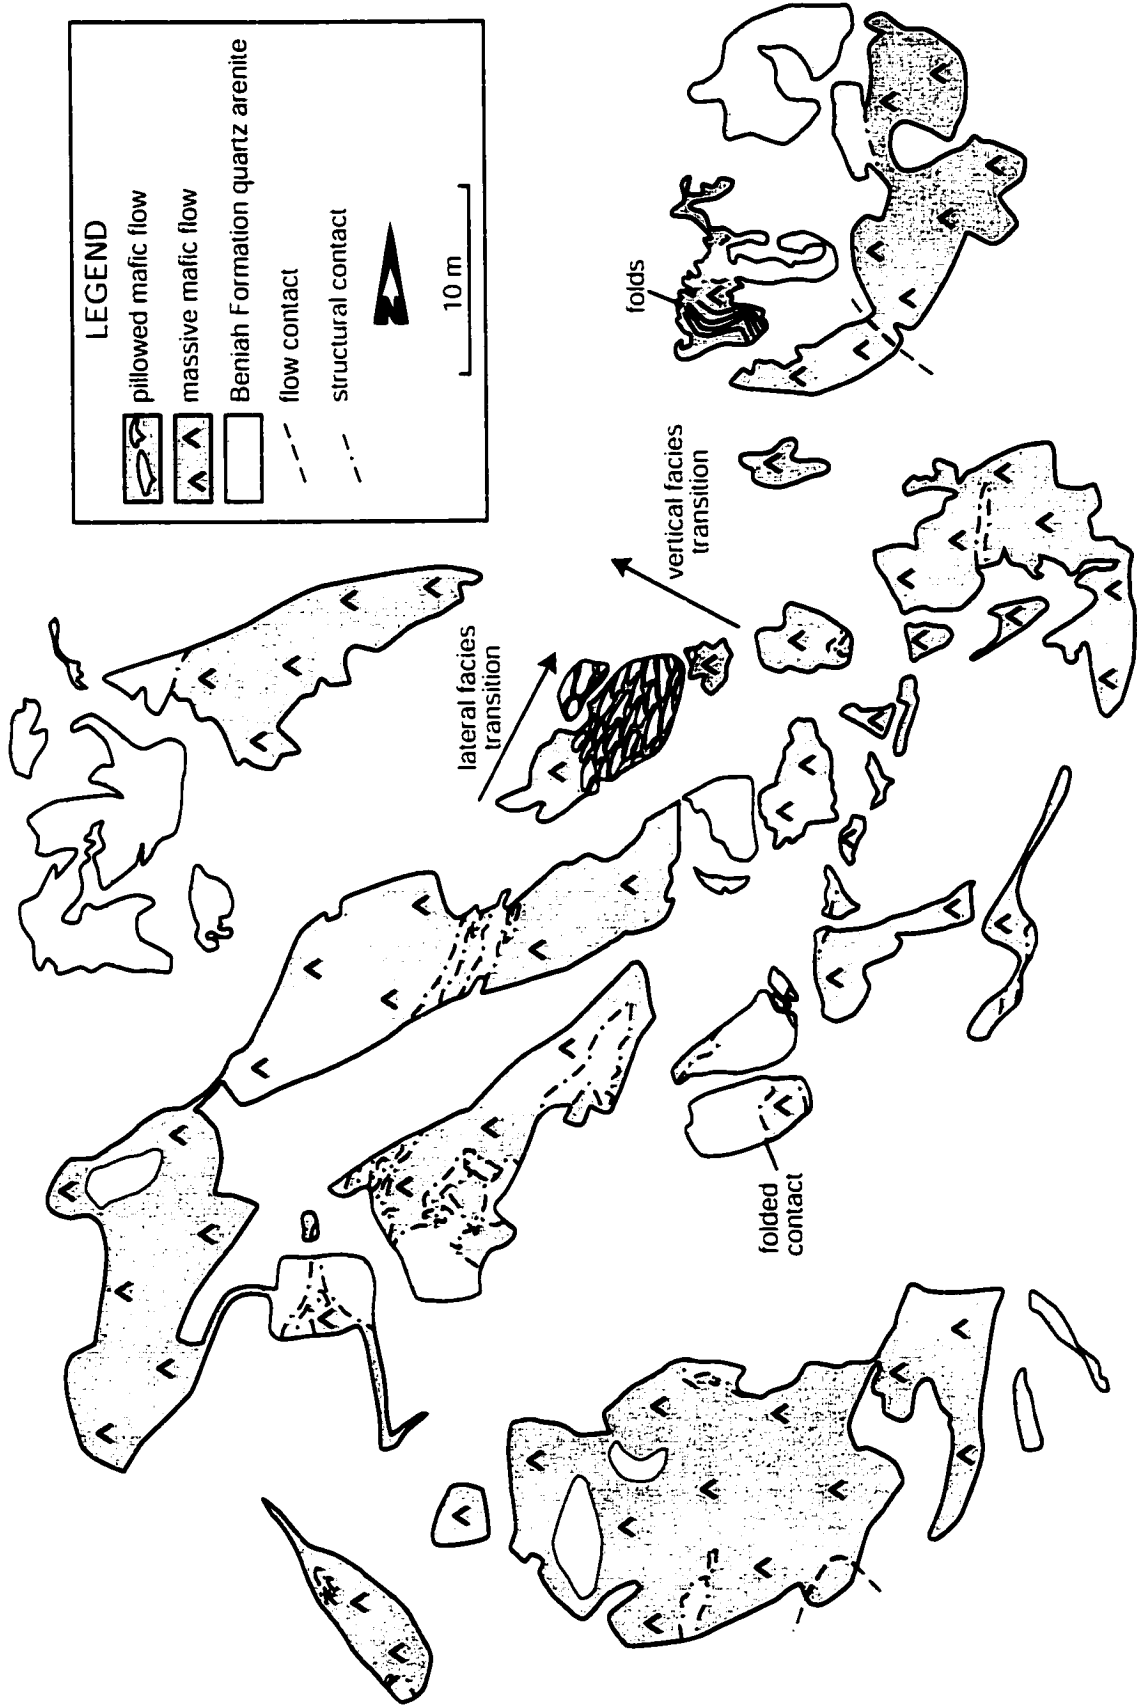 LEGEND
pillowed mafic flow
massive mafic flow
Beniah Formation quartz arenite
flow contact
structural contact
N
10 m
folds
vertical facies
transition
lateral facies
transition
folded
contact